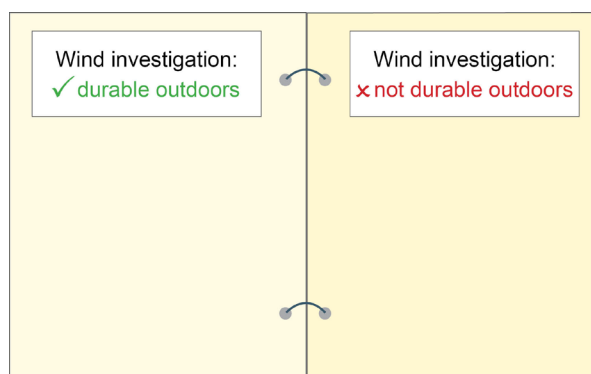 Wind investigation:
✓ durable outdoors
Wind investigation:
x not durable outdoors